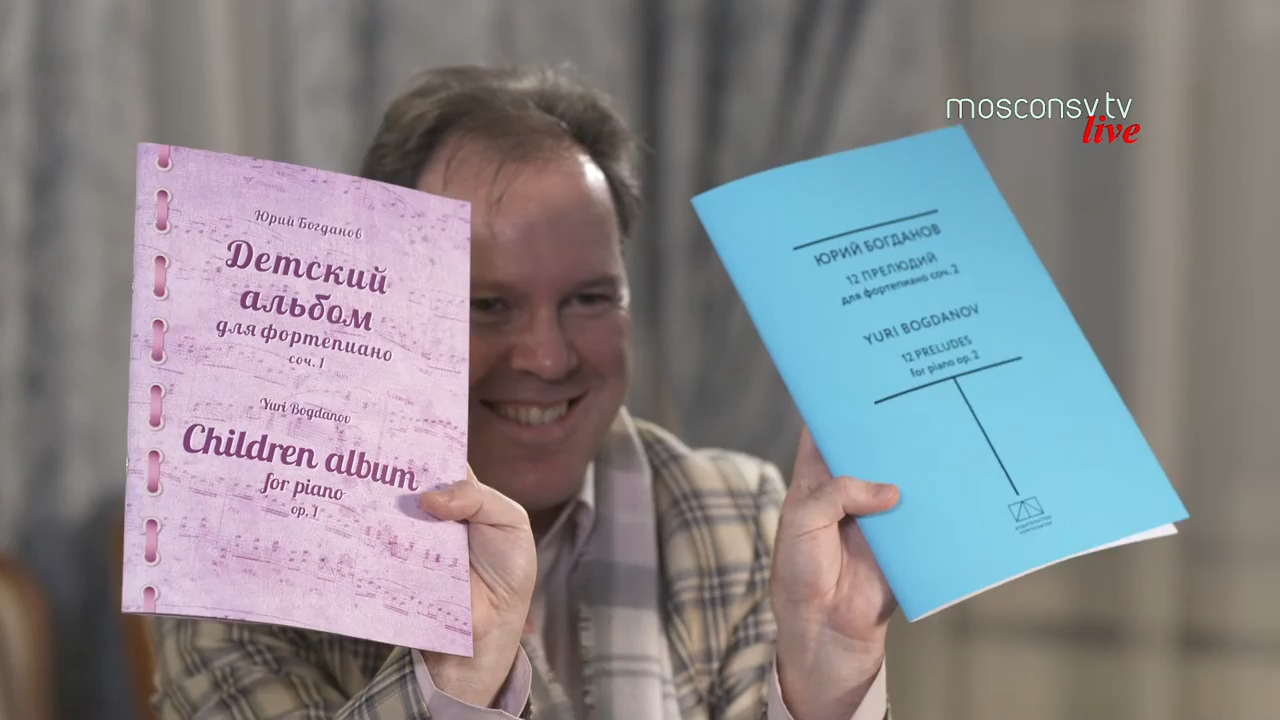 mosconsv.tv
live
Юрий Богданов
Детский
альбом
для фортепиано
соч. 1
Yuri Bogdanov
Children album
for piano
op. 1
ЮРИЙ БОГДАНОВ
12 ПРЕЛЮДИЙ
для фортепиано соч. 2
YURI BOGDANOV
12 PRELUDES
for piano op. 2